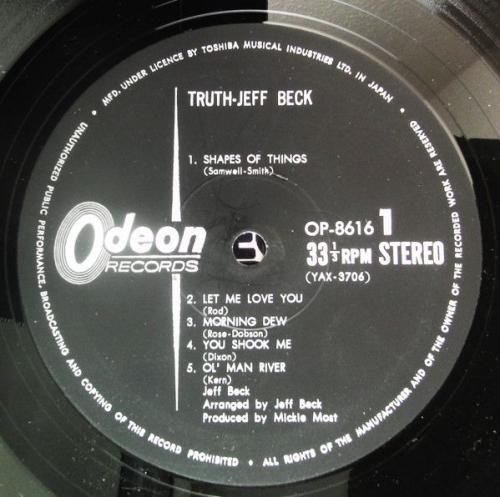 • MFD. UNDER LICENCE BY TOSHIBA MUSICAL INDUSTRIES LTD. IN JAPAN •
TRUTH-JEFF BECK
1. SHAPES OF THINGS
(Samwell-Smith)
Odeon
RECORDS
OP-8616 1
33 1/3 RPM STEREO
(YAX-3706)
2. LET ME LOVE YOU
(Rod)
3. MORNING DEW
(Rose-Dobson)
4. YOU SHOOK ME
(Dixon)
5. OL' MAN RIVER
(Kern)
Jeff Beck
Arranged by Jeff Beck
Produced by Mickie Most
UNAUTHORIZED PUBLIC PERFORMANCE, BROADCASTING AND COPYING OF THIS RECORD PROHIBITED • ALL RIGHTS OF THE MANUFACTURER AND OF THE OWNER OF THE RECORDED WORK ARE RESERVED